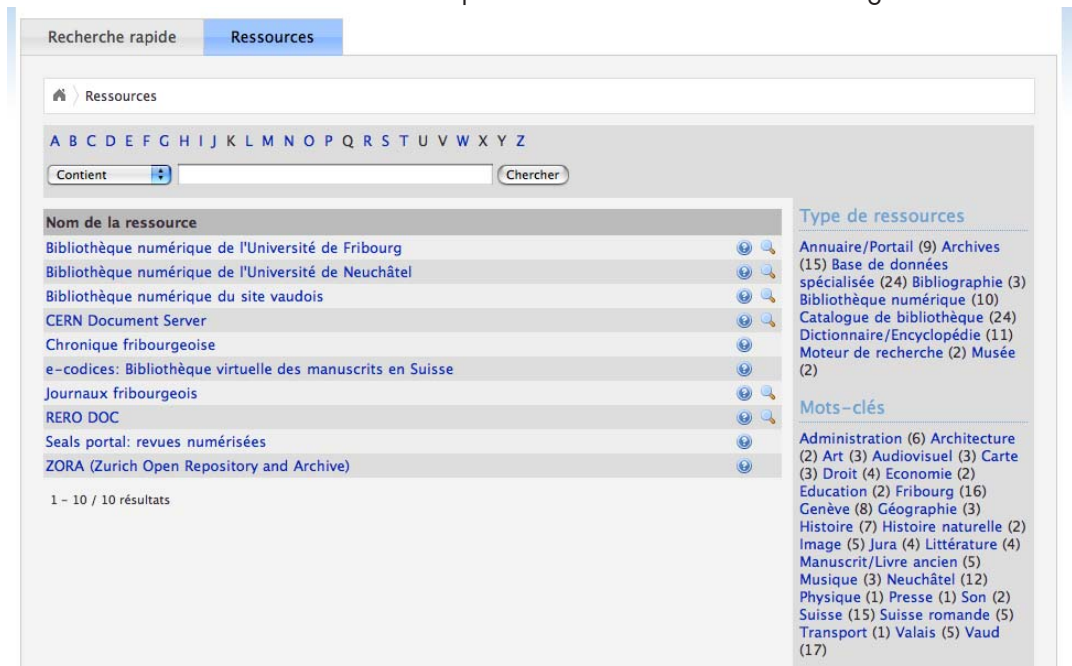 Recherche rapide
Ressources
Ressources
A B C D E F G H I J K L M N O P Q R S T U V W X Y Z
Contient
Chercher
Nom de la ressource
Bibliothèque numérique de l'Université de Fribourg
Bibliothèque numérique de l'Université de Neuchâtel
Bibliothèque numérique du site vaudois
CERN Document Server
Chronique fribourgeoise
e-codices: Bibliothèque virtuelle des manuscrits en Suisse
Journaux fribourgeois
RERO DOC
Seals portal: revues numérisées
ZORA (Zurich Open Repository and Archive)
1 – 10 / 10 résultats
Type de ressources
Annuaire/Portail (9) Archives
(15) Base de données
spécialisée (24) Bibliographie (3)
Bibliothèque numérique (10)
Catalogue de bibliothèque (24)
Dictionnaire/Encyclopédie (11)
Moteur de recherche (2) Musée
(2)
Mots-clés
Administration (6) Architecture
(2) Art (3) Audiovisuel (3) Carte
(3) Droit (4) Economie (2)
Education (2) Fribourg (16)
Genève (8) Géographie (3)
Histoire (7) Histoire naturelle (2)
Image (5) Jura (4) Littérature (4)
Manuscrit/Livre ancien (5)
Musique (3) Neuchâtel (12)
Physique (1) Presse (1) Son (2)
Suisse (15) Suisse romande (5)
Transport (1) Valais (5) Vaud
(17)